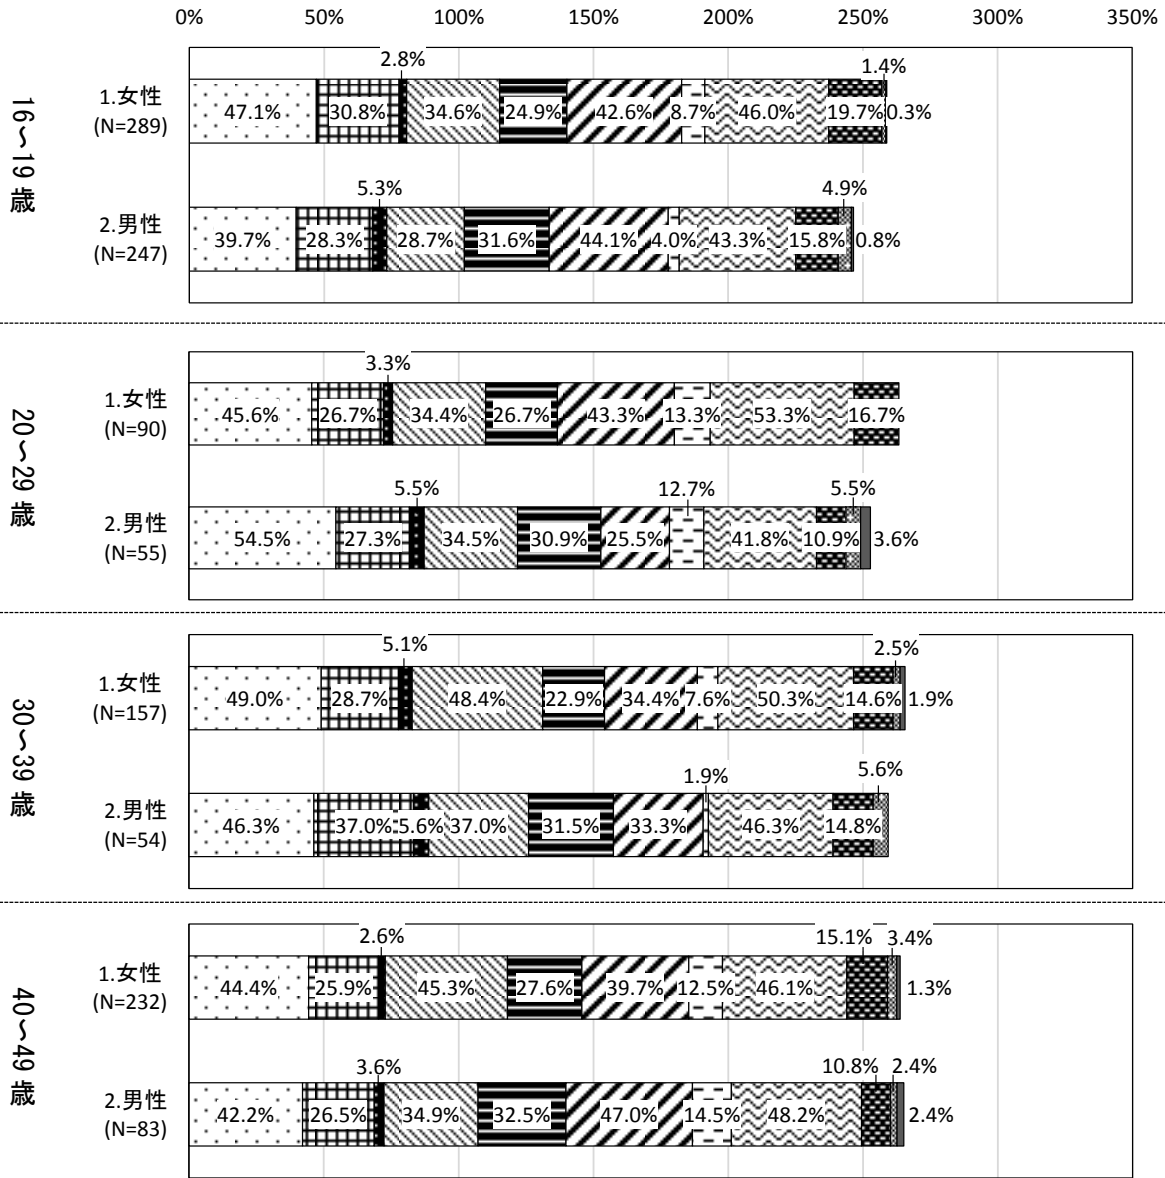 0% 50% 100% 150% 200% 250% 300% 350%
16～19 歳
2.8% 1.4%
1.女性
(N=289)
47.1% 30.8% 34.6% 24.9% 42.6% 8.7% 46.0% 19.7% 0.3%
5.3% 4.9%
2.男性
(N=247)
39.7% 28.3% 28.7% 31.6% 44.1% 4.0% 43.3% 15.8% 0.8%
20～29 歳
3.3%
1.女性
(N=90)
45.6% 26.7% 34.4% 26.7% 43.3% 13.3% 53.3% 16.7%
5.5% 12.7% 5.5%
2.男性
(N=55)
54.5% 27.3% 34.5% 30.9% 25.5% 41.8% 10.9% 3.6%
30～39 歳
5.1% 2.5%
1.女性
(N=157)
49.0% 28.7% 48.4% 22.9% 34.4% 7.6% 50.3% 14.6% 1.9%
1.9% 5.6%
2.男性
(N=54)
46.3% 37.0% 5.6% 37.0% 31.5% 33.3% 46.3% 14.8%
40～49 歳
2.6% 15.1% 3.4%
1.女性
(N=232)
44.4% 25.9% 45.3% 27.6% 39.7% 12.5% 46.1% 1.3%
3.6% 10.8% 2.4%
2.男性
(N=83)
42.2% 26.5% 34.9% 32.5% 47.0% 14.5% 48.2% 2.4%